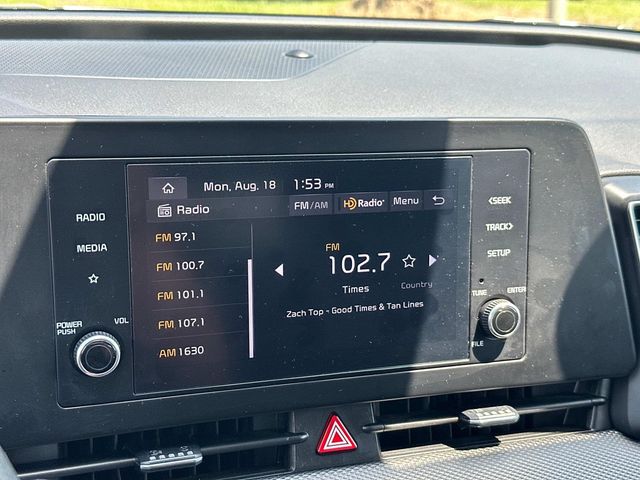 Mon, Aug. 18 1:53 PM
Radio FM/AM HD Radio Menu
RADIO
MEDIA
POWER PUSH
VOL
FM 97.1
FM 100.7
FM 101.1
FM 107.1
AM 1630
FM
102.7
Times Country
Zach Top - Good Times & Tan Lines
<SEEK
TRACK>
SETUP
TUNE ENTER
FILE